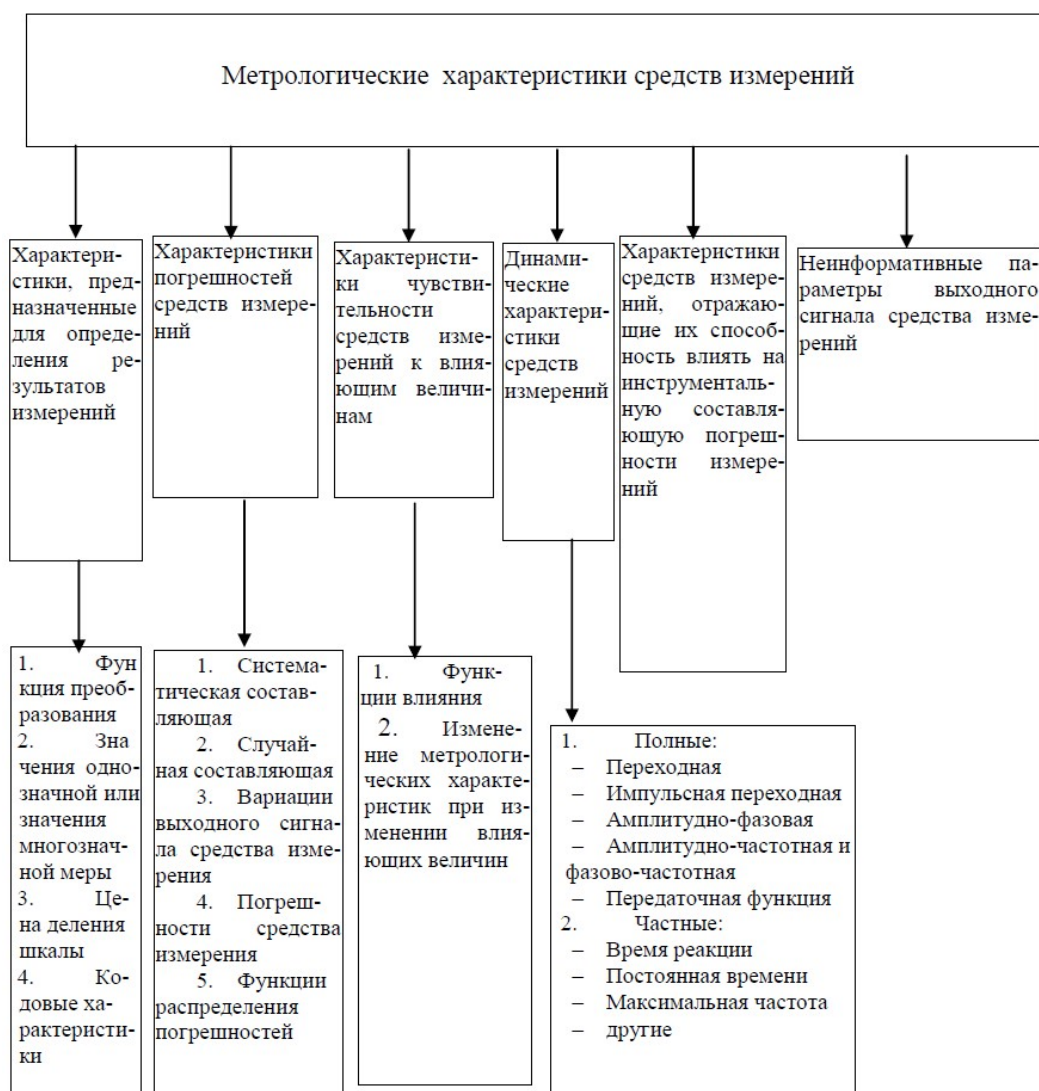 Метрологические характеристики средств измерений
Характери-
стики, пред-
назначенные
для опреде-
ления ре-
зультатов
измерений
Характеристики
погрешностей
средств измере-
ний
Характеристи-
ки чувстви-
тельности
средств изме-
рений к влия-
ющим величи-
нам
Динами-
ческие
характери-
стики
средств
измерений
Характеристики
средств измере-
ний, отражаю-
щие их способ-
ность влиять на
инструменталь-
ную составля-
ющую погреш-
ности измере-
ний
Неинформативные па-
раметры выходного
сигнала средства изме-
рений
1. Фун
кция преоб-
разования
2. Зна
чения одно-
значной или
значения
многознач-
ной меры
3. Це-
на деления
шкалы
4. Ко-
довые ха-
рактеристи-
ки
1. Система-
тическая состав-
ляющая
2. Случай-
ная составляющая
3. Вариации
выходного сигна-
ла средства изме-
рения
4. Погреш-
ности средства
измерения
5. Функции
распределения
погрешностей
1. Функ-
ции влияния
2. Измене-
ние метрологи-
ческих характе-
ристик при из-
менении влия-
ющих величин
1. Полные:
– Переходная
– Импульсная переходная
– Амплитудно-фазовая
– Амплитудно-частотная и
фазово-частотная
– Передаточная функция
2. Частные:
– Время реакции
– Постоянная времени
– Максимальная частота
– другие